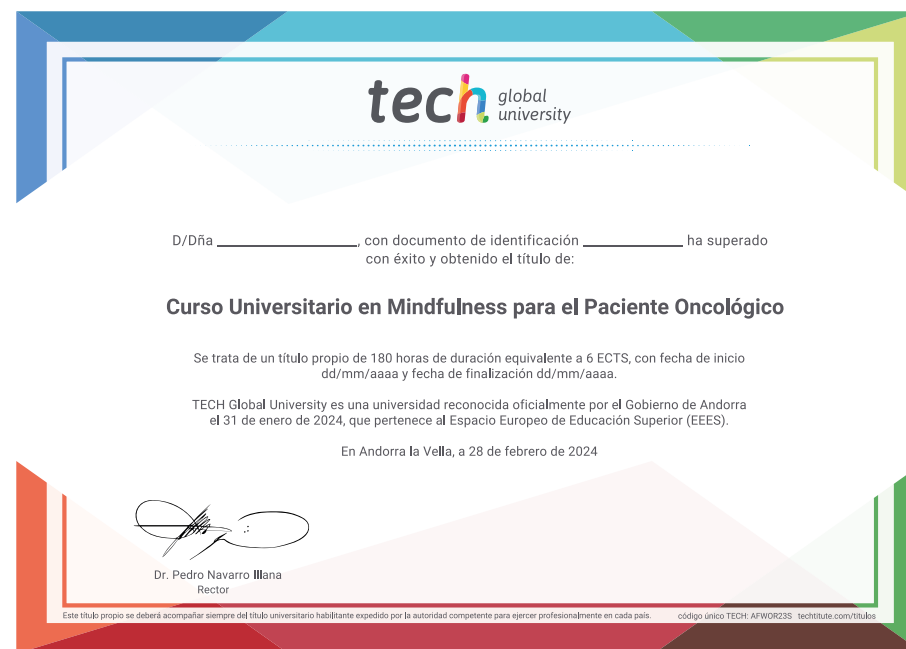 tech global university
D/Dña ____________________, con documento de identificación ______________ ha superado
con éxito y obtenido el título de:
Curso Universitario en Mindfulness para el Paciente Oncológico
Se trata de un título propio de 180 horas de duración equivalente a 6 ECTS, con fecha de inicio
dd/mm/aaaa y fecha de finalización dd/mm/aaaa.
TECH Global University es una universidad reconocida oficialmente por el Gobierno de Andorra
el 31 de enero de 2024, que pertenece al Espacio Europeo de Educación Superior (EEES).
En Andorra la Vella, a 28 de febrero de 2024
Dr. Pedro Navarro Illana
Rector
Este título propio se deberá acompañar siempre del título universitario habilitante expedido por la autoridad competente para ejercer profesionalmente en cada país. código único TECH: AFWOR23S techtitute.com/titulos